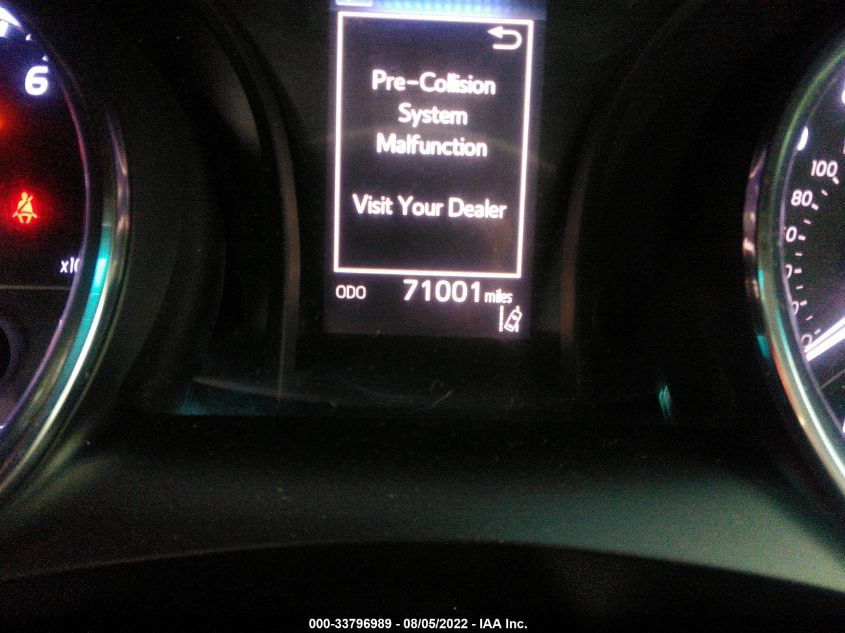 6
x10
Pre-Collision
System
Malfunction
Visit Your Dealer
ODO 71001 miles
100
80
000-33796989 - 08/05/2022 - IAA Inc.